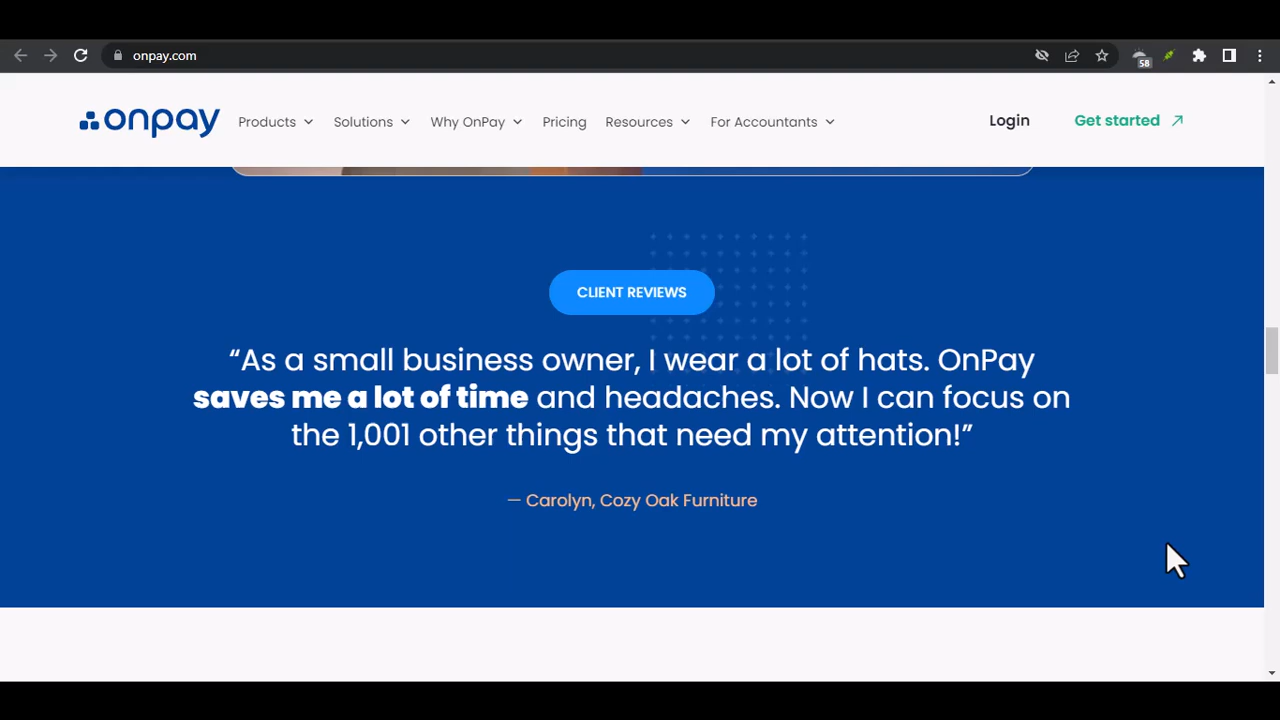 onpay.com
58
onpay Products Solutions Why OnPay Pricing Resources For Accountants Login Get started
CLIENT REVIEWS
“As a small business owner, I wear a lot of hats. OnPay
saves me a lot of time and headaches. Now I can focus on
the 1,001 other things that need my attention!”
— Carolyn, Cozy Oak Furniture